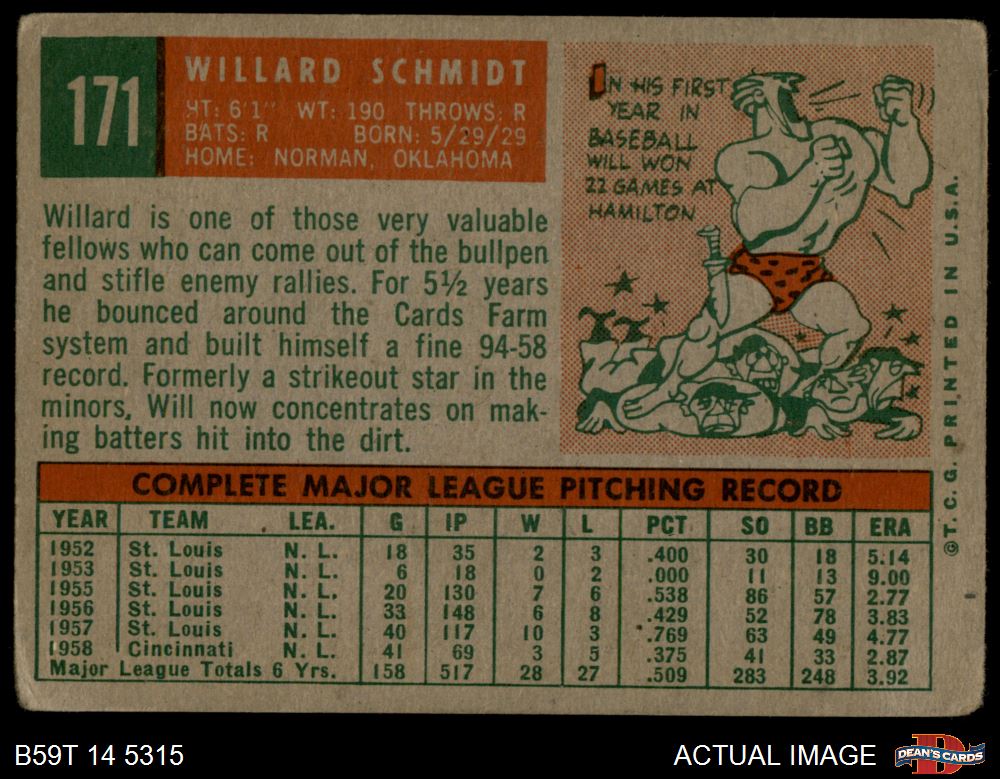 171
WILLARD SCHMIDT
HT: 6'1" WT: 190 THROWS: R
BATS: R BORN: 5/29/29
HOME: NORMAN, OKLAHOMA
Willard is one of those very valuable
fellows who can come out of the bullpen
and stifle enemy rallies. For 5½ years
he bounced around the Cards Farm
system and built himself a fine 94-58
record. Formerly a strikeout star in the
minors, Will now concentrates on mak-
ing batters hit into the dirt.
IN HIS FIRST
YEAR IN
BASEBALL
WILL WON
22 GAMES AT
HAMILTON
©T. C. G. PRINTED IN U.S.A.
COMPLETE MAJOR LEAGUE PITCHING RECORD
YEAR TEAM LEA. G IP W L PCT SO BB ERA
1952 St. Louis N. L. 18 35 2 3 .400 30 18 5.14
1953 St. Louis N. L. 6 18 0 2 .000 11 13 9.00
1955 St. Louis N. L. 20 130 7 6 .538 86 57 2.77
1956 St. Louis N. L. 33 148 6 8 .429 52 78 3.83
1957 St. Louis N. L. 40 117 10 3 .769 63 49 4.77
1958 Cincinnati N. L. 41 69 3 5 .375 41 33 2.87
Major League Totals 6 Yrs. 158 517 28 27 .509 283 248 3.92
B59T 14 5315
ACTUAL IMAGE
DEAN'S CARDS